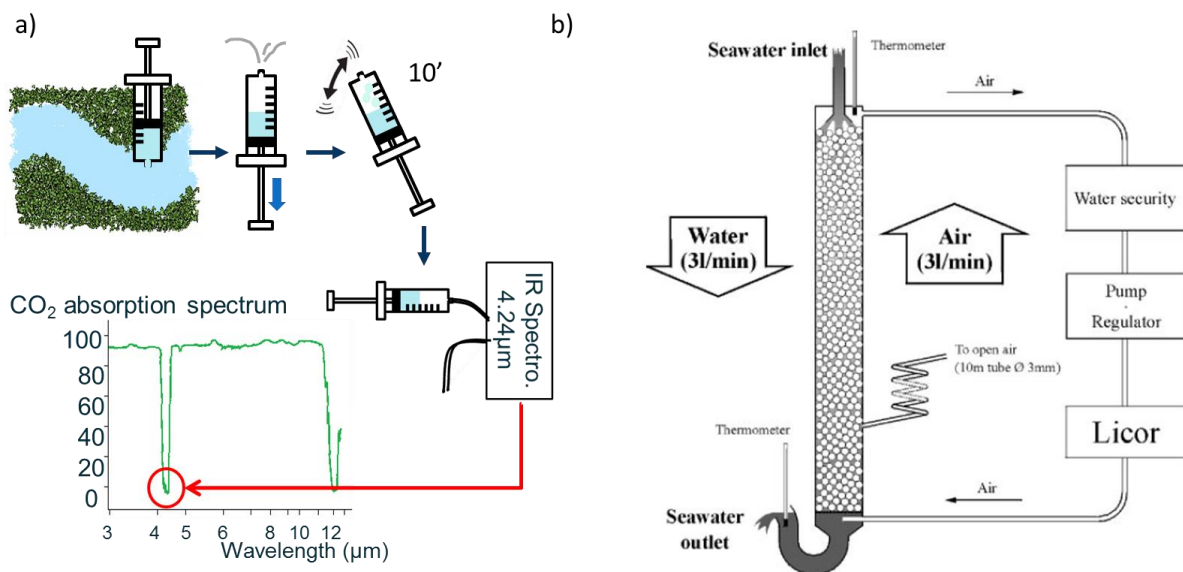 a)
10’
IR Spectro.
4.24µm
CO₂ absorption spectrum
100
80
60
40
20
0
3 4 5 6 8 10 12
Wavelength (µm)
b)
Seawater inlet
Thermometer
Air
Water security
Water
(3l/min)
Air
(3l/min)
Pump
-
Regulator
To open air
(10m tube Ø 3mm)
Licor
Thermometer
Air
Seawater
outlet